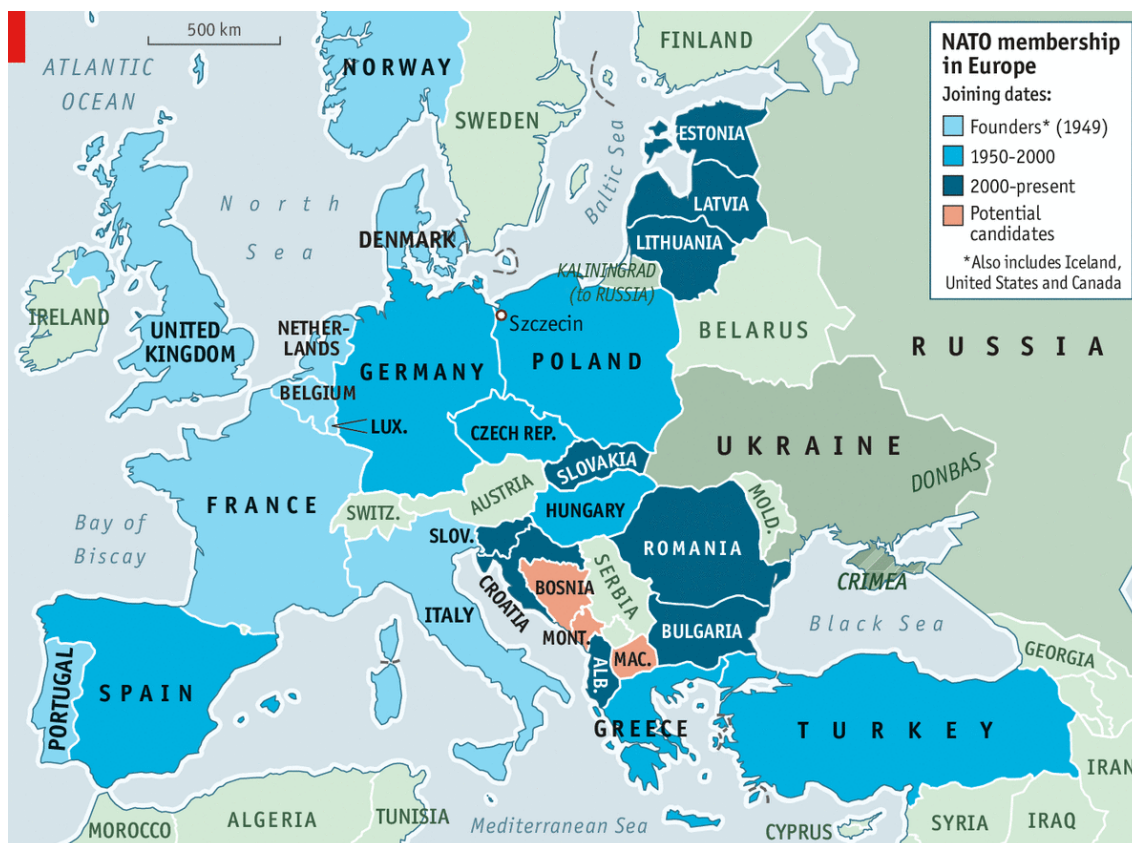 500 km
ATLANTIC
OCEAN
NORWAY
FINLAND
SWEDEN
ESTONIA
Baltic Sea
LATVIA
North
Sea
DENMARK
LITHUANIA
KALININGRAD
(to RUSSIA)
IRELAND
UNITED
KINGDOM
NETHER-
LANDS
Szczecin
BELARUS
RUSSIA
GERMANY
POLAND
BELGIUM
LUX.
CZECH REP.
UKRAINE
SLOVAKIA
DONBAS
FRANCE
SWITZ.
AUSTRIA
HUNGARY
MOLD.
Bay of
Biscay
SLOV.
ROMANIA
CROATIA
BOSNIA
SERBIA
CRIMEA
ITALY
MONT.
BULGARIA
Black Sea
MAC.
ALB.
GEORGIA
PORTUGAL
SPAIN
GREECE
TURKEY
IRAN
MOROCCO
ALGERIA
TUNISIA
Mediterranean Sea
CYPRUS
SYRIA
IRAQ
NATO membership
in Europe
Joining dates:
Founders* (1949)
1950-2000
2000-present
Potential
candidates
*Also includes Iceland,
United States and Canada